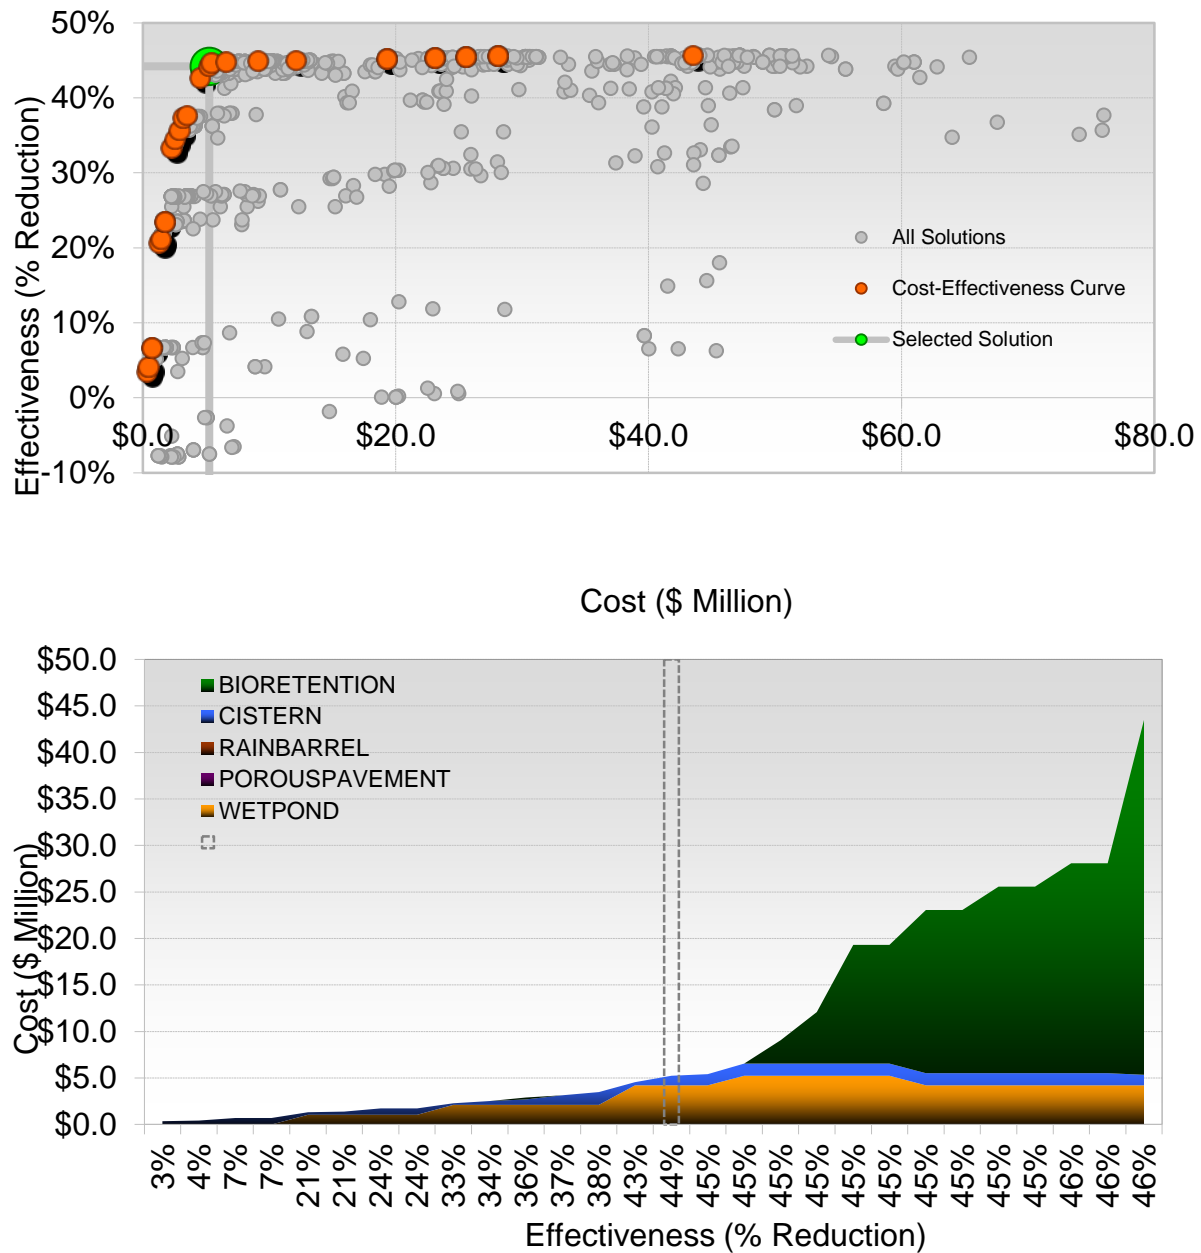 50%
40%
30%
20%
10%
0%
-10%
Effectiveness (% Reduction)
All Solutions
Cost-Effectiveness Curve
Selected Solution
$0.0 $20.0 $40.0 $60.0 $80.0
Cost ($ Million)
$50.0
$45.0
$40.0
$35.0
$30.0
$25.0
$20.0
$15.0
$10.0
$5.0
$0.0
Cost ($ Million)
BIORETENTION
CISTERN
RAINBARREL
POROUSPAVEMENT
WETPOND
3% 4% 7% 7% 21% 21% 24% 24% 33% 34% 36% 37% 38% 43% 44% 45% 45% 45% 45% 45% 45% 45% 45% 45% 45% 46% 46% 46%
Effectiveness (% Reduction)